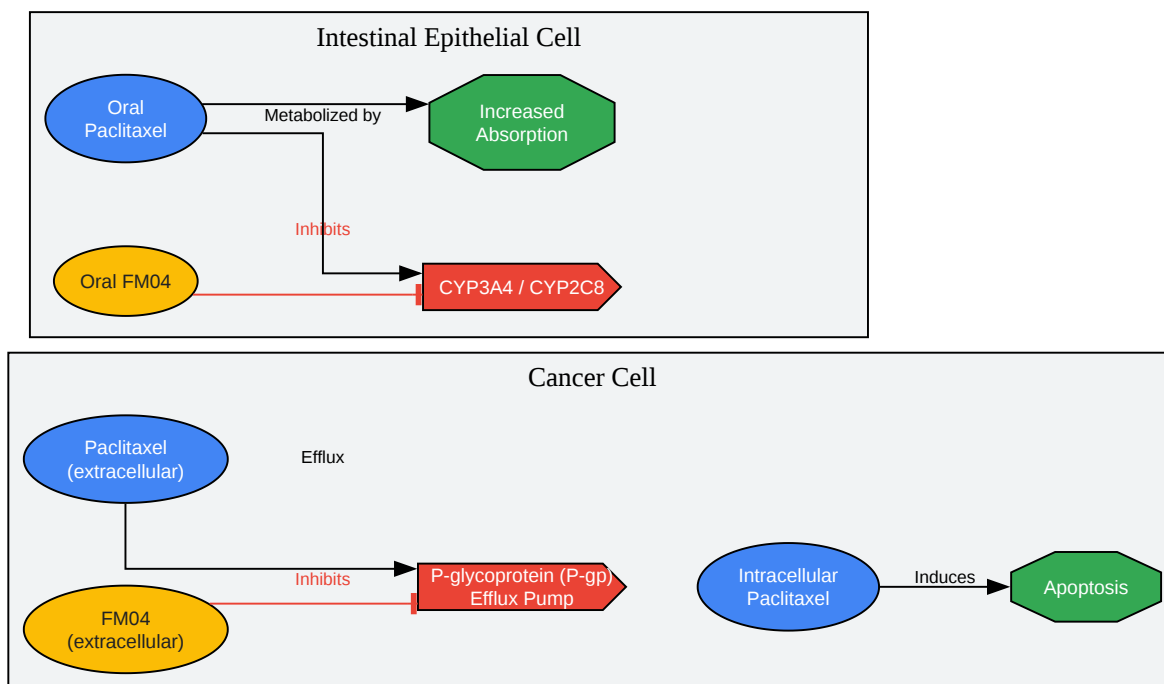 Intestinal Epithelial Cell
Oral
Paclitaxel
Metabolized by
Increased
Absorption
Inhibits
Oral FM04
CYP3A4 / CYP2C8
Cancer Cell
Paclitaxel
(extracellular)
Efflux
Inhibits
P-glycoprotein (P-gp)
Efflux Pump
FM04
(extracellular)
Intracellular
Paclitaxel
Induces
Apoptosis